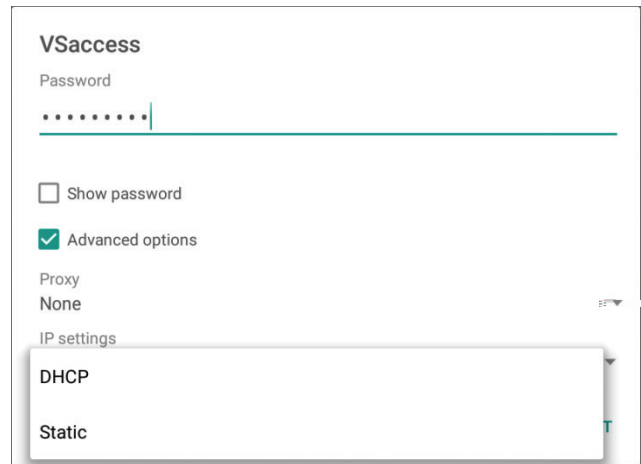 VSaccess
Password
•••••••••
Show password
Advanced options
Proxy
None
IP settings
DHCP
Static
T